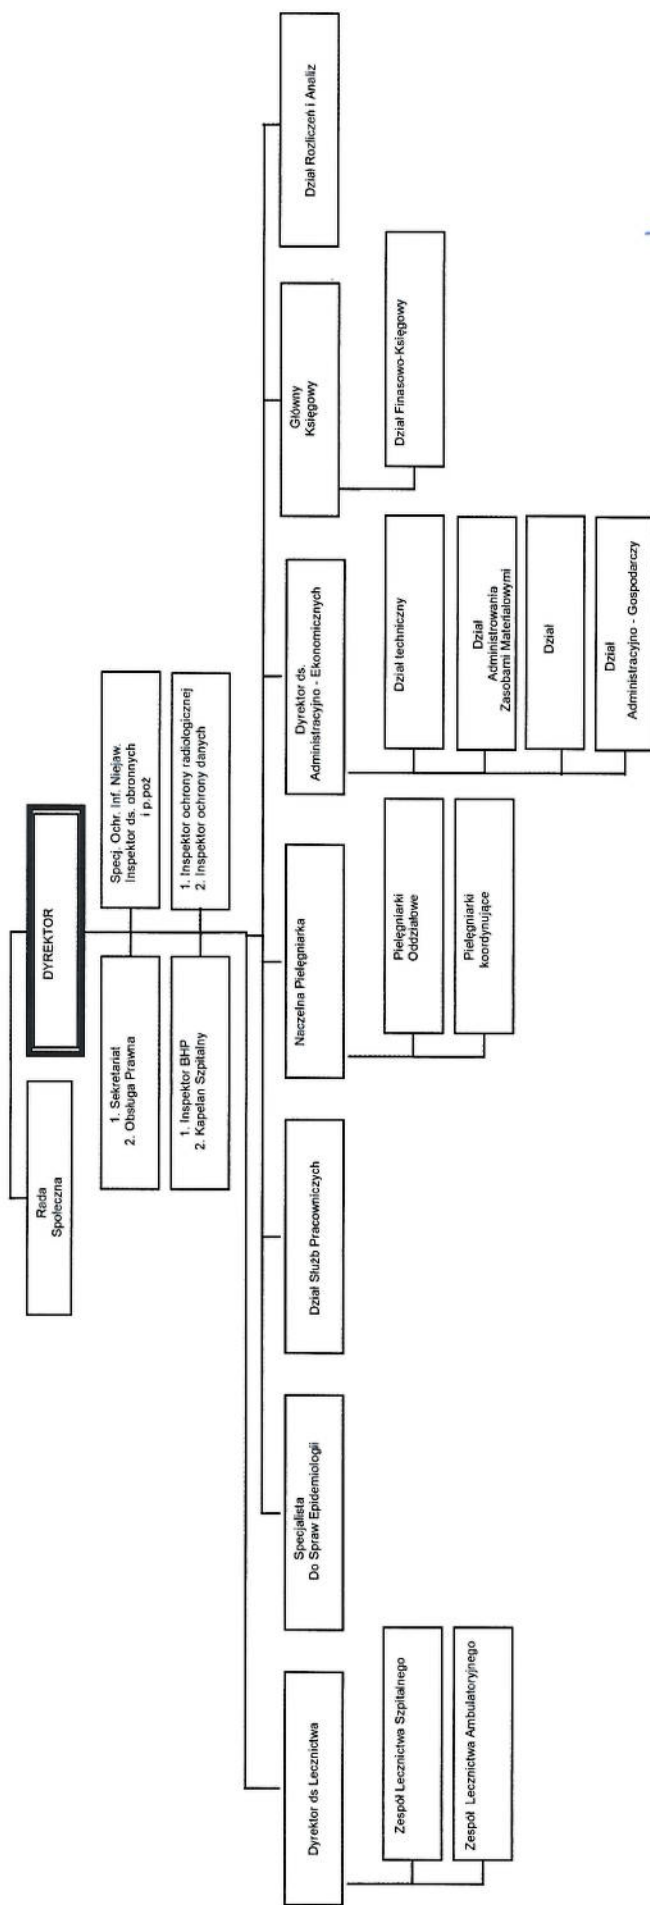 Rada
Społeczna
DYREKTOR
1. Sekretariat
2. Obsługa Prawna
Specj. Ochr. Inf. Niejaw.
Inspektor ds. obronnych
i p.poż
1. Inspektor BHP
2. Kapelan Szpitalny
1. Inspektor ochrony radiologicznej
2. Inspektor ochrony danych
Dyrektor ds Lecznictwa
Zespół Lecznictwa Szpitalnego
Zespół Lecznictwa Ambulatoryjnego
Specjalista
Do Spraw Epidemiologii
Dział Służb Pracowniczych
Naczelna Pielęgniarka
Pielęgniarki
Oddziałowe
Pielęgniarki
koordynujące
Dyrektor ds.
Administracyjno - Ekonomicznych
Dział techniczny
Dział
Administrowania
Zasobami Materiałowymi
Dział
Dział
Administracyjno - Gospodarczy
Główny
Księgowy
Dział Finasowo-Księgowy
Dział Rozliczeń i Analiz